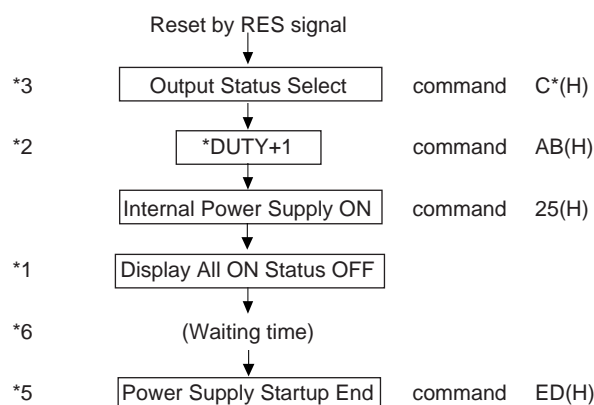 Reset by RES signal
*3 Output Status Select command C*(H)
*2 *DUTY+1 command AB(H)
Internal Power Supply ON command 25(H)
*1 Display All ON Status OFF
*6 (Waiting time)
*5 Power Supply Startup End command ED(H)